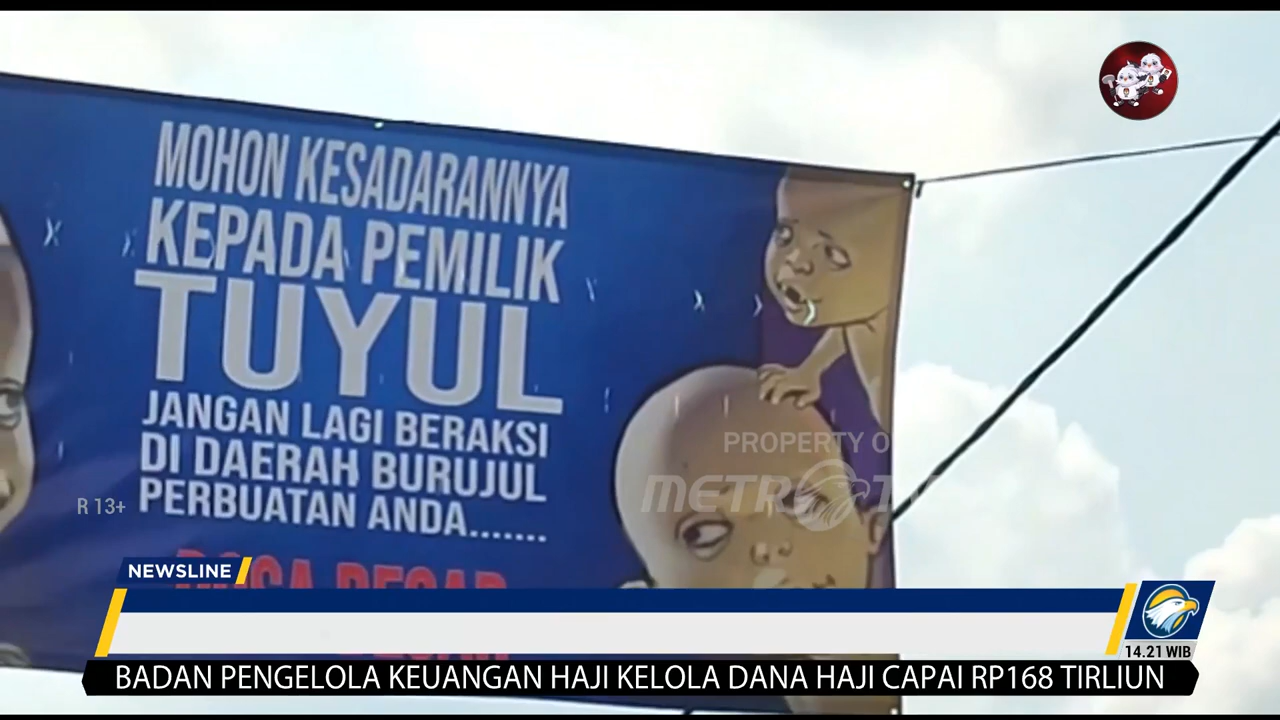 MOHON KESADARANNYA
KEPADA PEMILIK
TUYUL
JANGAN LAGI BERAKSI
DI DAERAH BURUJUL
PERBUATAN ANDA.......
PROPERTY O
METRO TV
R 13+
NEWSLINE
14.21 WIB
BADAN PENGELOLA KEUANGAN HAJI KELOLA DANA HAJI CAPAI RP168 TIRLIUN